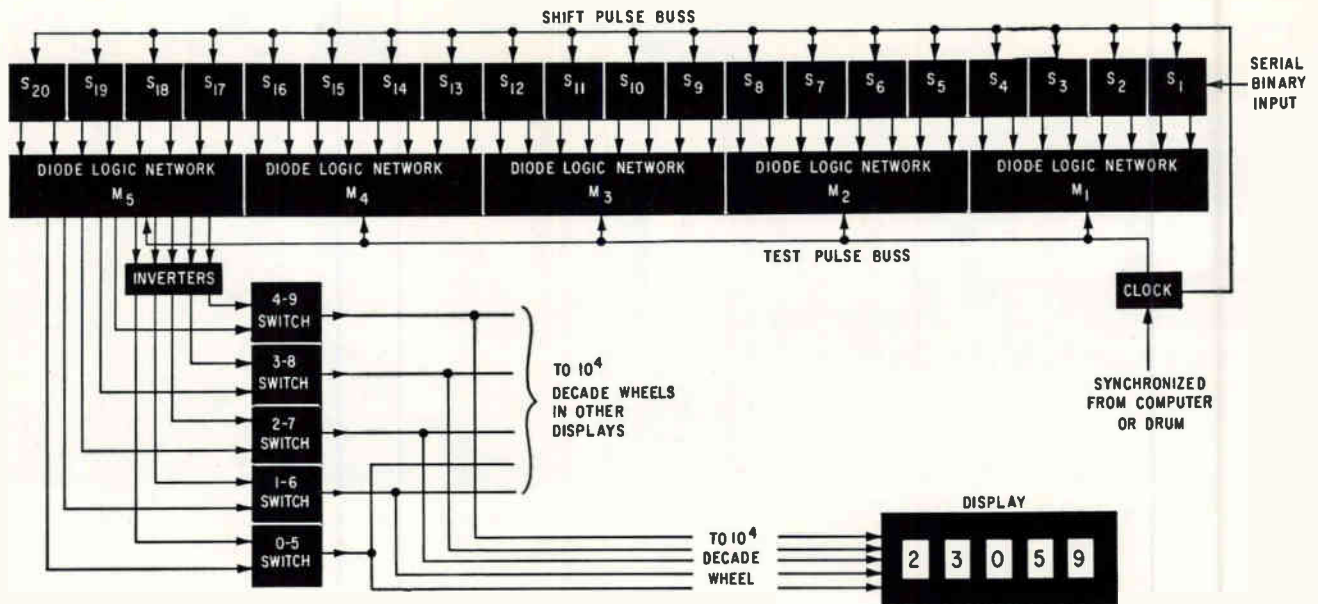 SHIFT PULSE BUSS
S20 S19 S18 S17 S16 S15 S14 S13 S12 S11 S10 S9 S8 S7 S6 S5 S4 S3 S2 S1
SERIAL
BINARY
INPUT
DIODE LOGIC NETWORK
M5
DIODE LOGIC NETWORK
M4
DIODE LOGIC NETWORK
M3
DIODE LOGIC NETWORK
M2
DIODE LOGIC NETWORK
M1
TEST PULSE BUSS
INVERTERS
CLOCK
4-9
SWITCH
3-8
SWITCH
2-7
SWITCH
1-6
SWITCH
0-5
SWITCH
TO 10⁴
DECADE WHEELS
IN OTHER
DISPLAYS
SYNCHRONIZED
FROM COMPUTER
OR DRUM
TO 10⁴
DECADE
WHEEL
DISPLAY
2 3 0 5 9